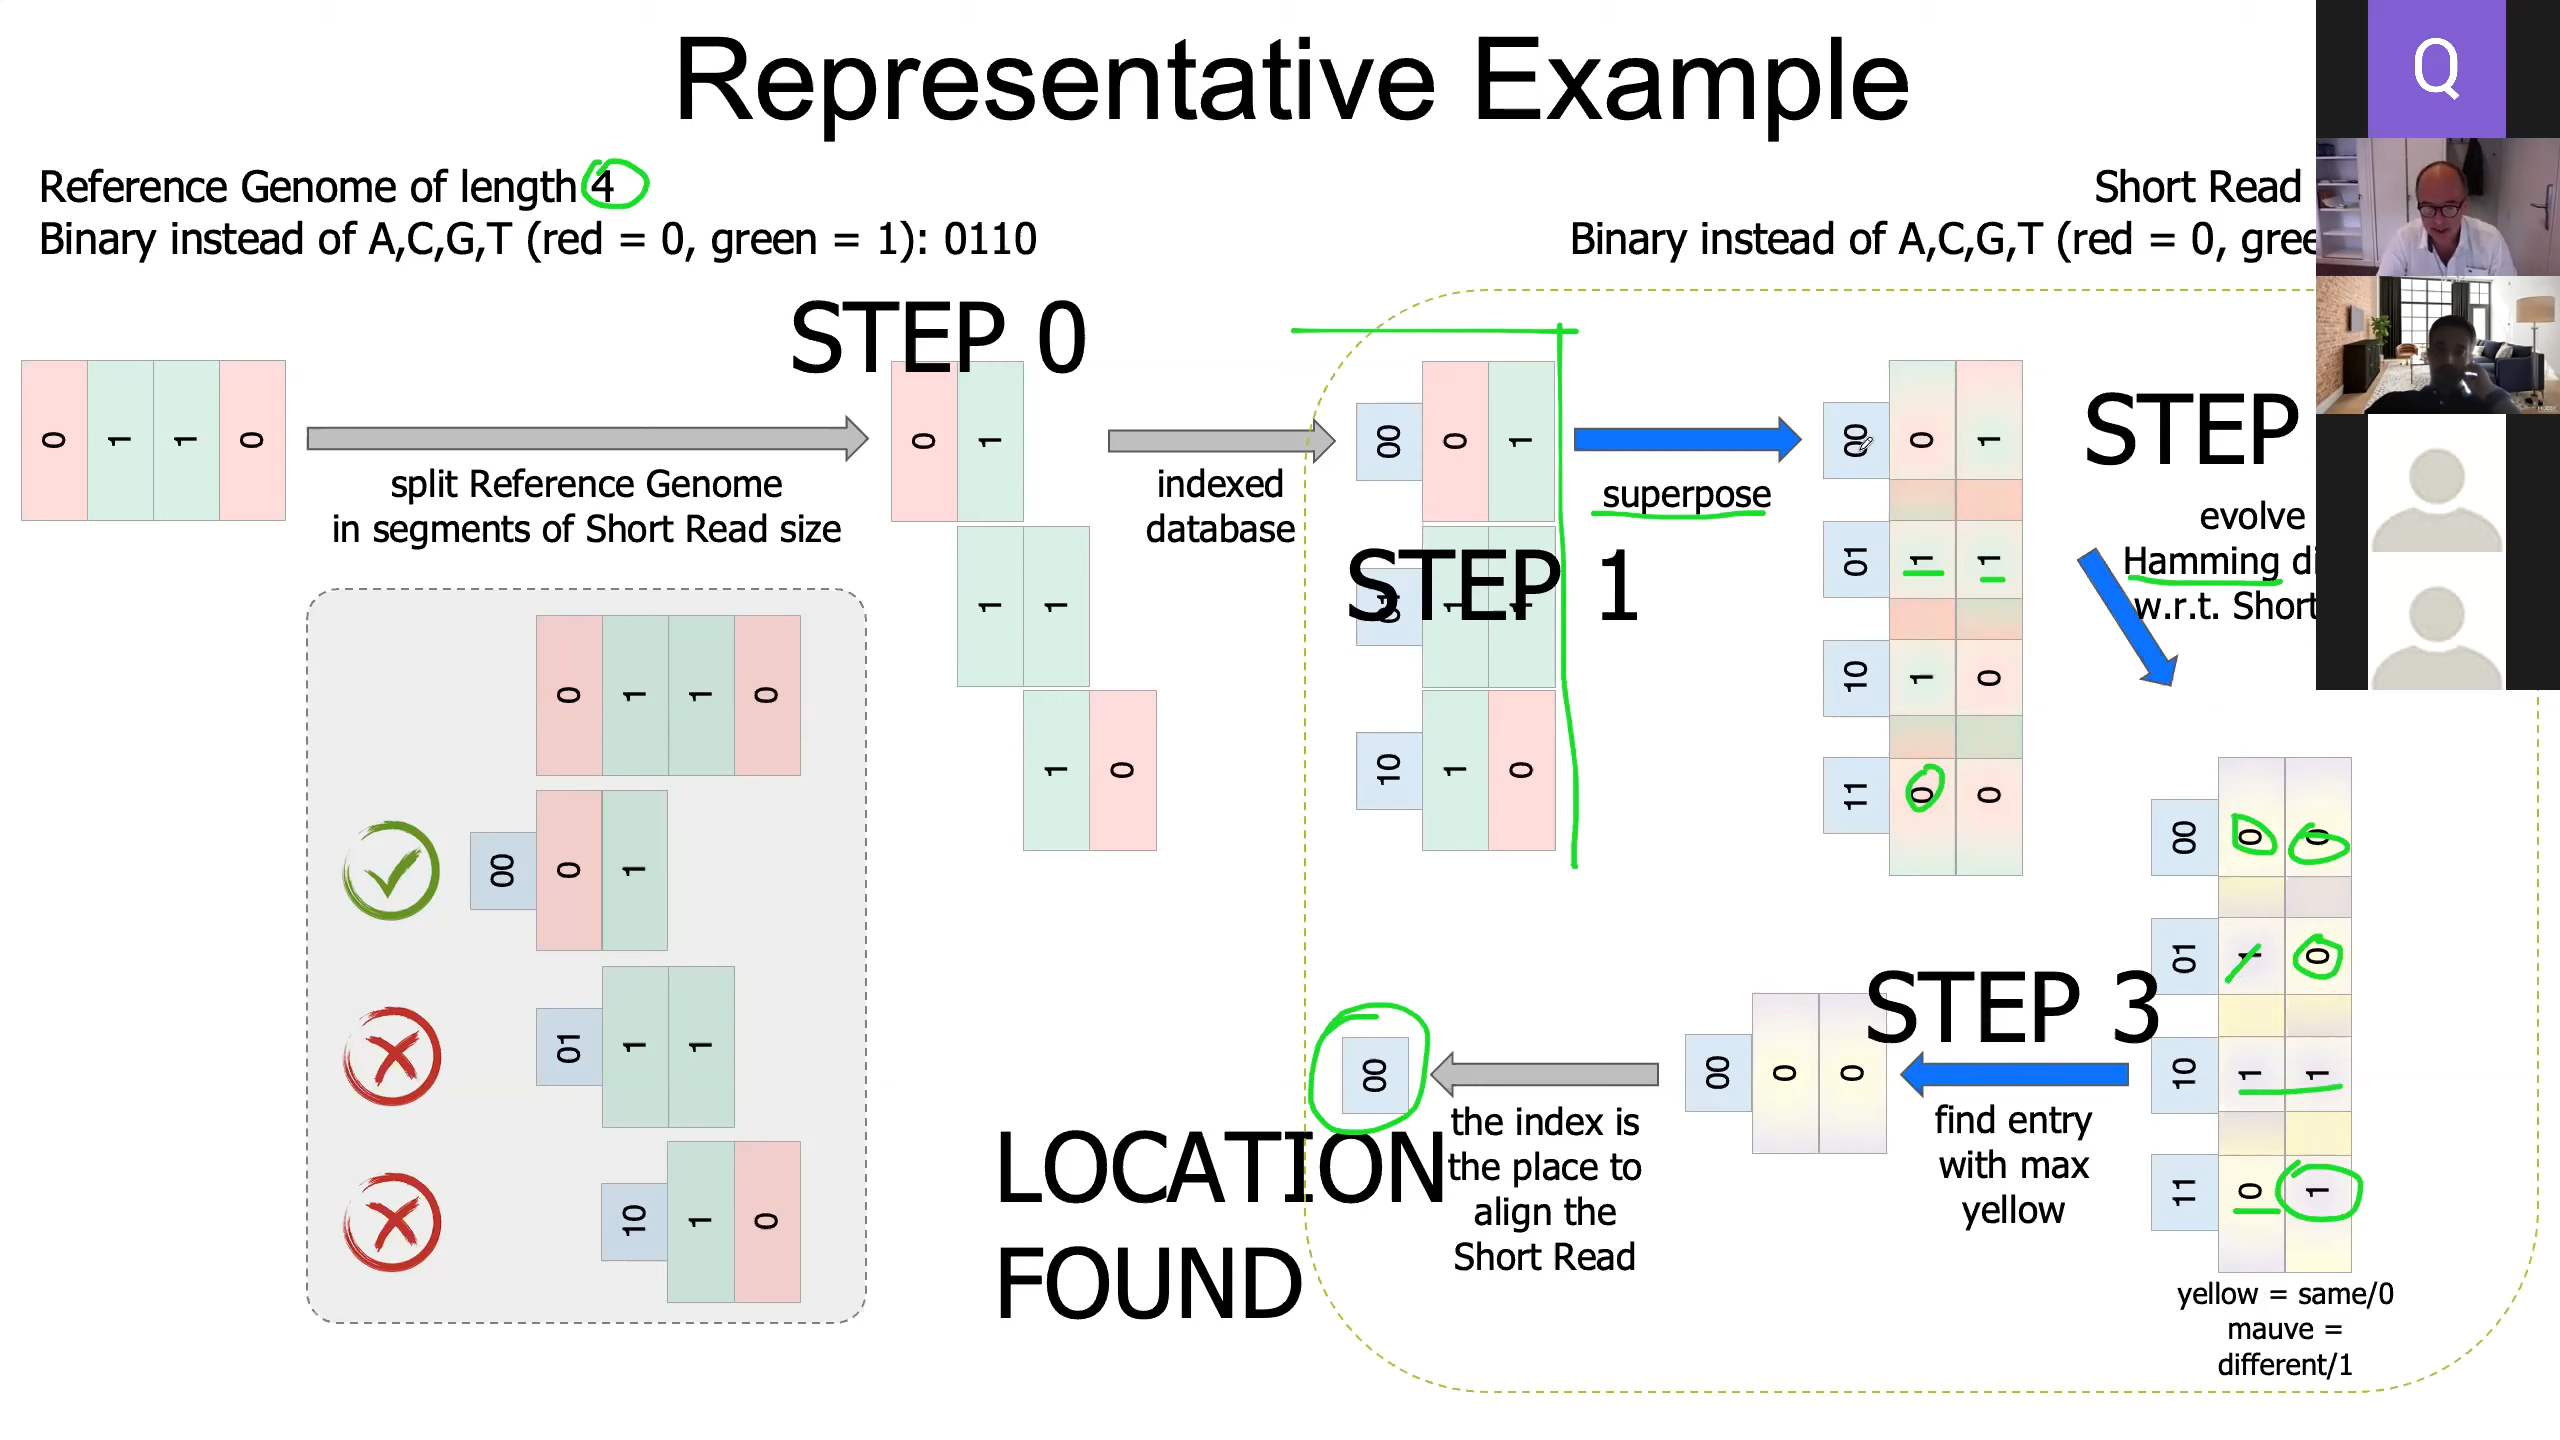 Representative Example
Q
Reference Genome of length 4
Binary instead of A,C,G,T (red = 0, green = 1): 0110
Short Read
Binary instead of A,C,G,T (red = 0, gree
STEP 0
0 1 1 0
split Reference Genome
in segments of Short Read size
0 1
1 1
1 0
indexed
database
STEP 1
00 0 1
01 1 1
10 1 0
superpose
00 0 1
01 1 1
10 1 0
11 0 0
STEP
evolve
Hamming di
w.r.t. Short
00 0 0
01 1 0
10 1 1
11 0 1
yellow = same/0
mauve =
different/1
STEP 3
find entry
with max
yellow
00 0 0
the index is
the place to
align the
Short Read
00
LOCATION
FOUND
0 1 1 0
00 0 1
01 1 1
10 1 0